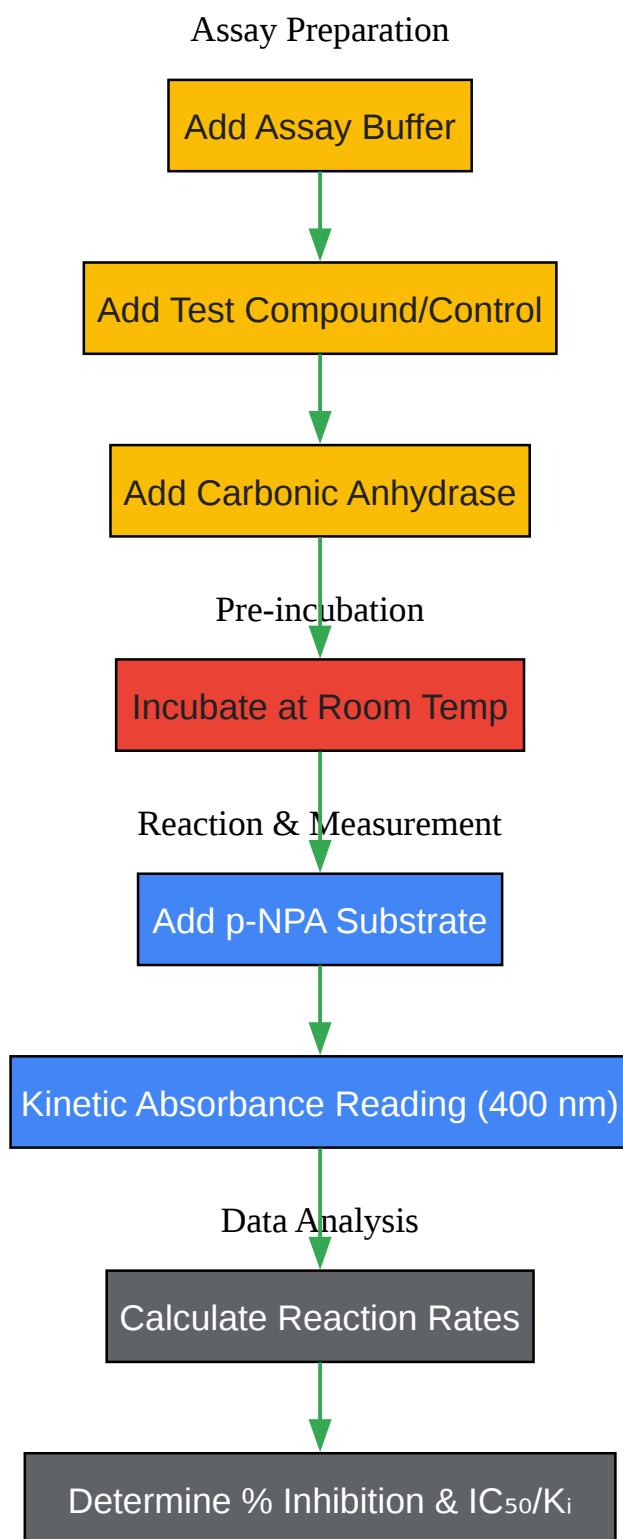 Assay Preparation
Add Assay Buffer
Add Test Compound/Control
Add Carbonic Anhydrase
Pre-incubation
Incubate at Room Temp
Reaction & Measurement
Add p-NPA Substrate
Kinetic Absorbance Reading (400 nm)
Data Analysis
Calculate Reaction Rates
Determine % Inhibition & IC₅₀/Kᵢ